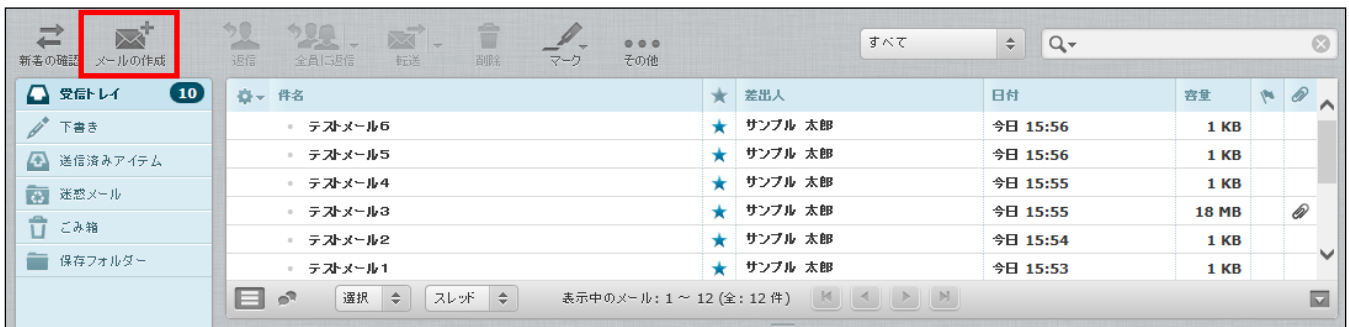 新着の確認 メールの作成 返信 全員に返信 転送 削除 マーク その他 すべて
受信トレイ 10
下書き
送信済みアイテム
迷惑メール
ごみ箱
保存フォルダー
件名 差出人 日付 容量
テストメール6 サンプル 太郎 今日 15:56 1 KB
テストメール5 サンプル 太郎 今日 15:56 1 KB
テストメール4 サンプル 太郎 今日 15:55 1 KB
テストメール3 サンプル 太郎 今日 15:55 18 MB
テストメール2 サンプル 太郎 今日 15:54 1 KB
テストメール1 サンプル 太郎 今日 15:53 1 KB
選択 スレッド 表示中のメール: 1 ~ 12 (全: 12 件)